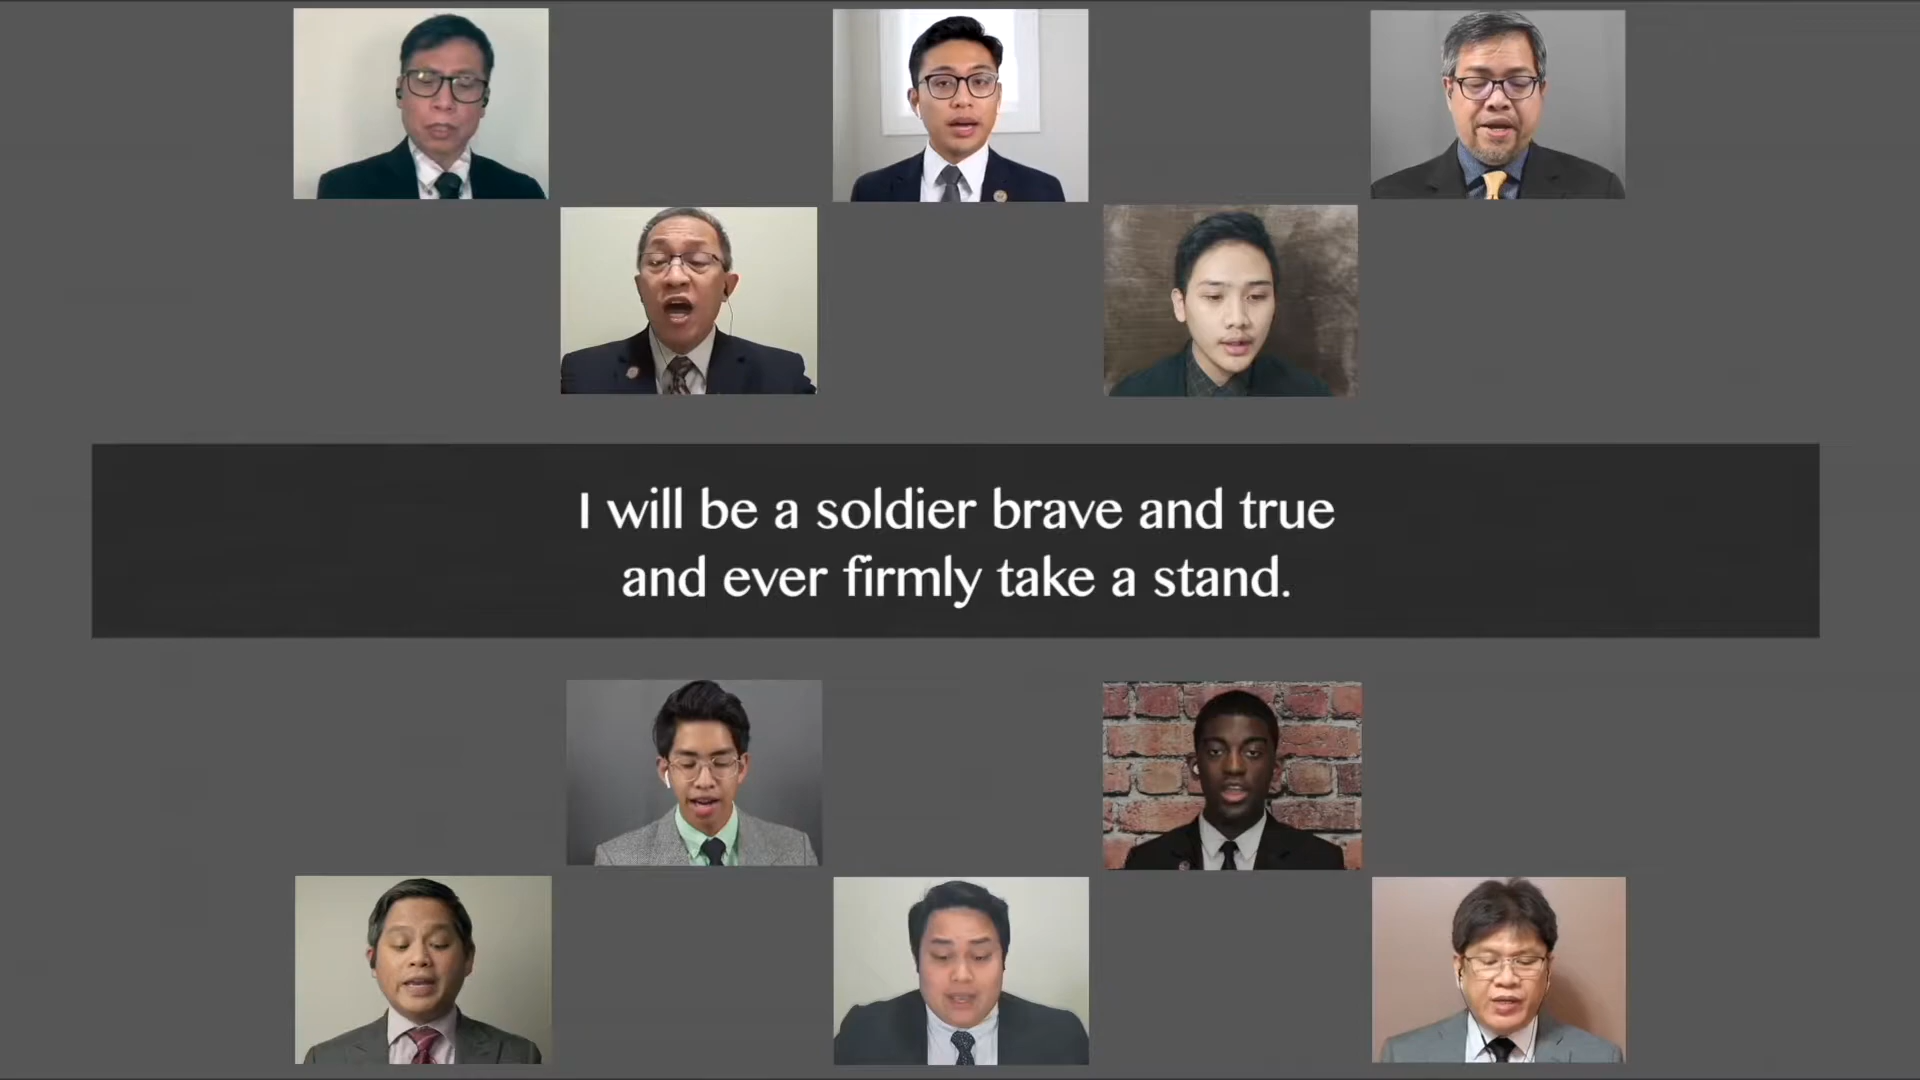 I will be a soldier brave and true
and ever firmly take a stand.